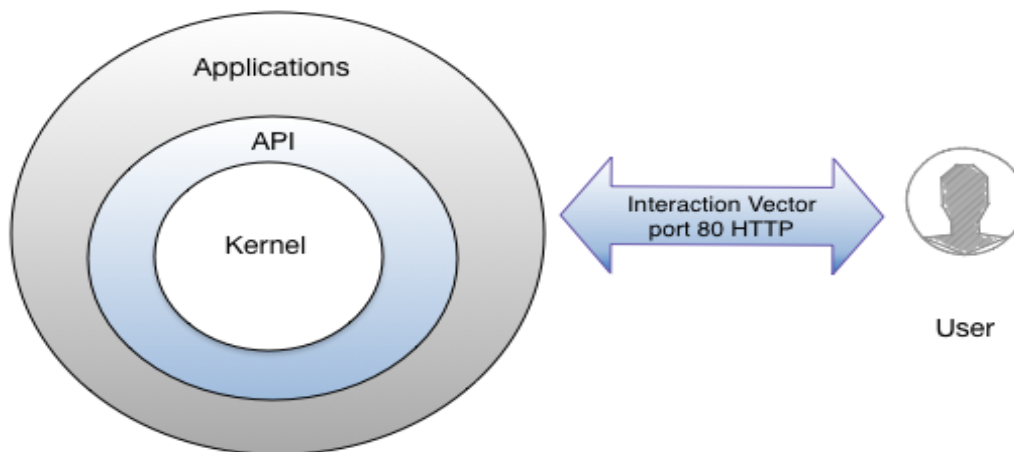 Applications
API
Kernel
Interaction Vector
port 80 HTTP
User